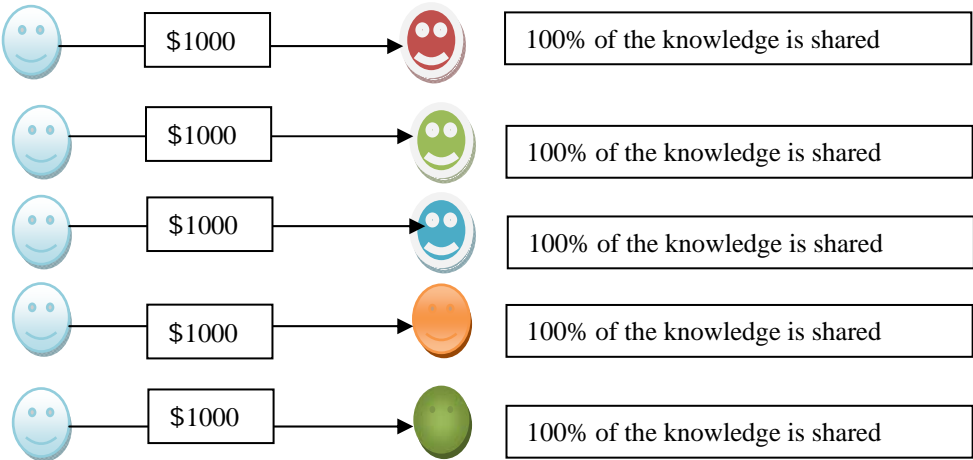 $1000
100% of the knowledge is shared
$1000
100% of the knowledge is shared
$1000
100% of the knowledge is shared
$1000
100% of the knowledge is shared
$1000
100% of the knowledge is shared